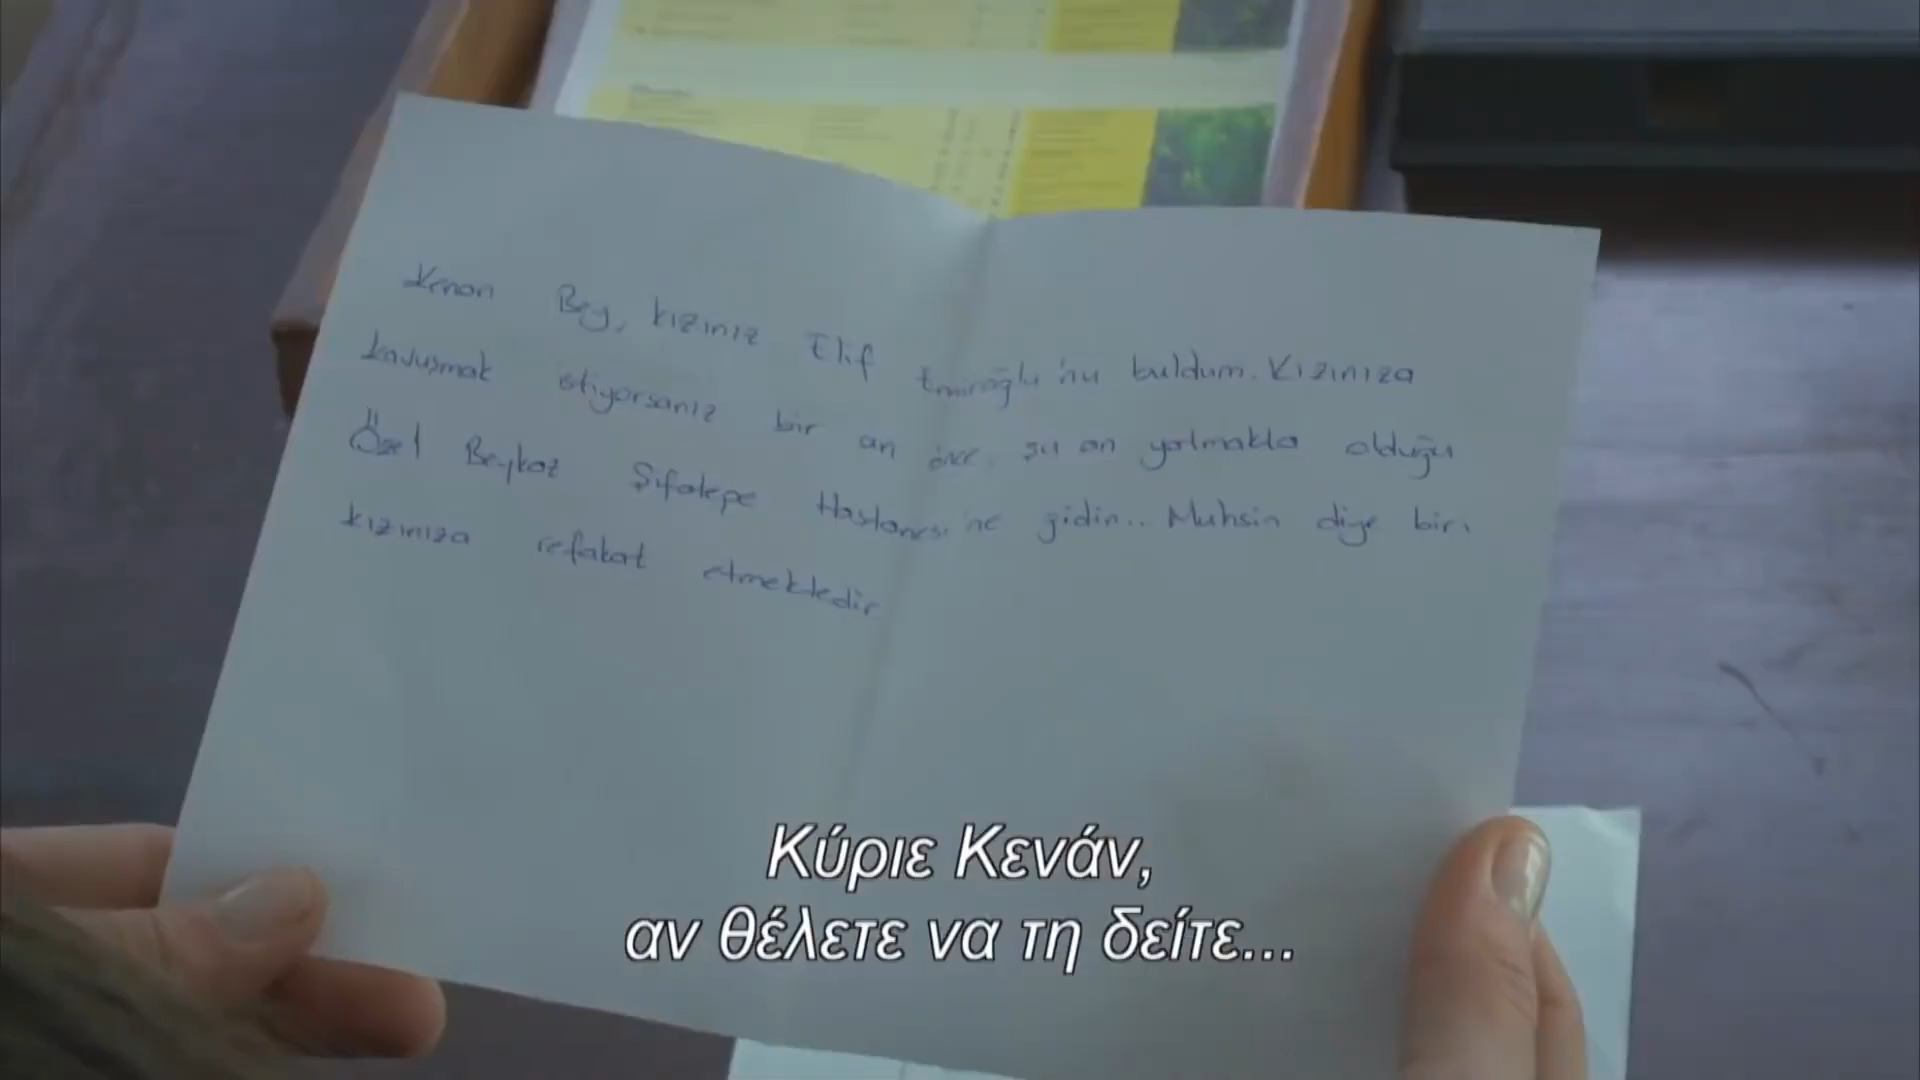 Kenan Bey, kızınız Elif Emiroğlu'nu buldum. Kızınıza
kavuşmak istiyorsanız bir an önce, şu an yatmakta olduğu
Özel Beykoz Şifatepe Hastanesi'ne gidin.. Muhsin diye biri
kızınıza refakat etmektedir
Κύριε Κενάν,
αν θέλετε να τη δείτε...